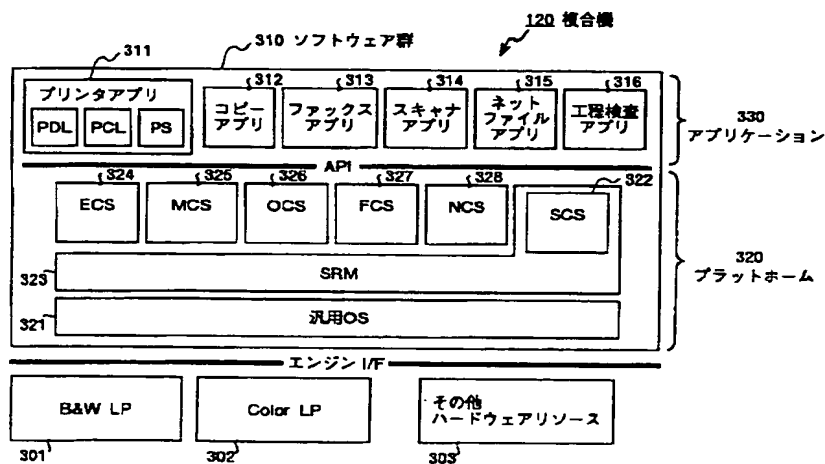 120 複合機
310 ソフトウェア群
311
プリンタアプリ
PDL
PCL
PS
312
コピー
アプリ
313
ファックス
アプリ
314
スキャナ
アプリ
315
ネット
ファイル
アプリ
316
工程検査
アプリ
330
アプリケーション
API
324
ECS
325
MCS
326
OCS
327
FCS
328
NCS
322
SCS
323
SRM
321
汎用OS
320
プラットホーム
エンジン I/F
B&W LP
301
Color LP
302
その他
ハードウェアリソース
303